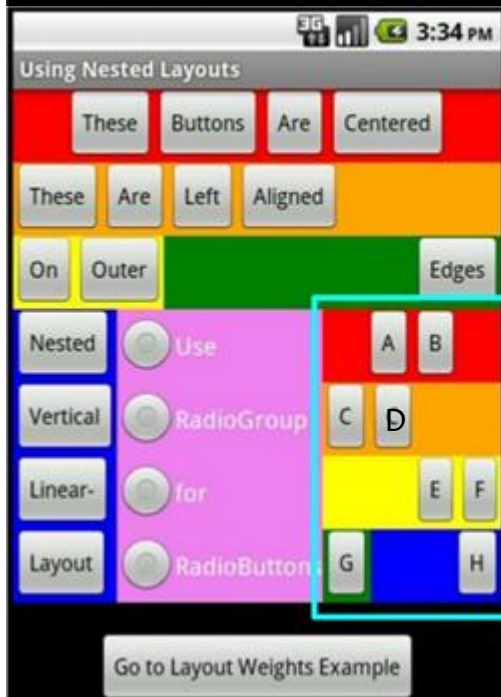 3G 3:34 PM
Using Nested Layouts
These Buttons Are Centered
These Are Left Aligned
On Outer Edges
Nested Use A B
Vertical RadioGroup C D
Linear- for E F
Layout RadioButtons G H
Go to Layout Weights Example